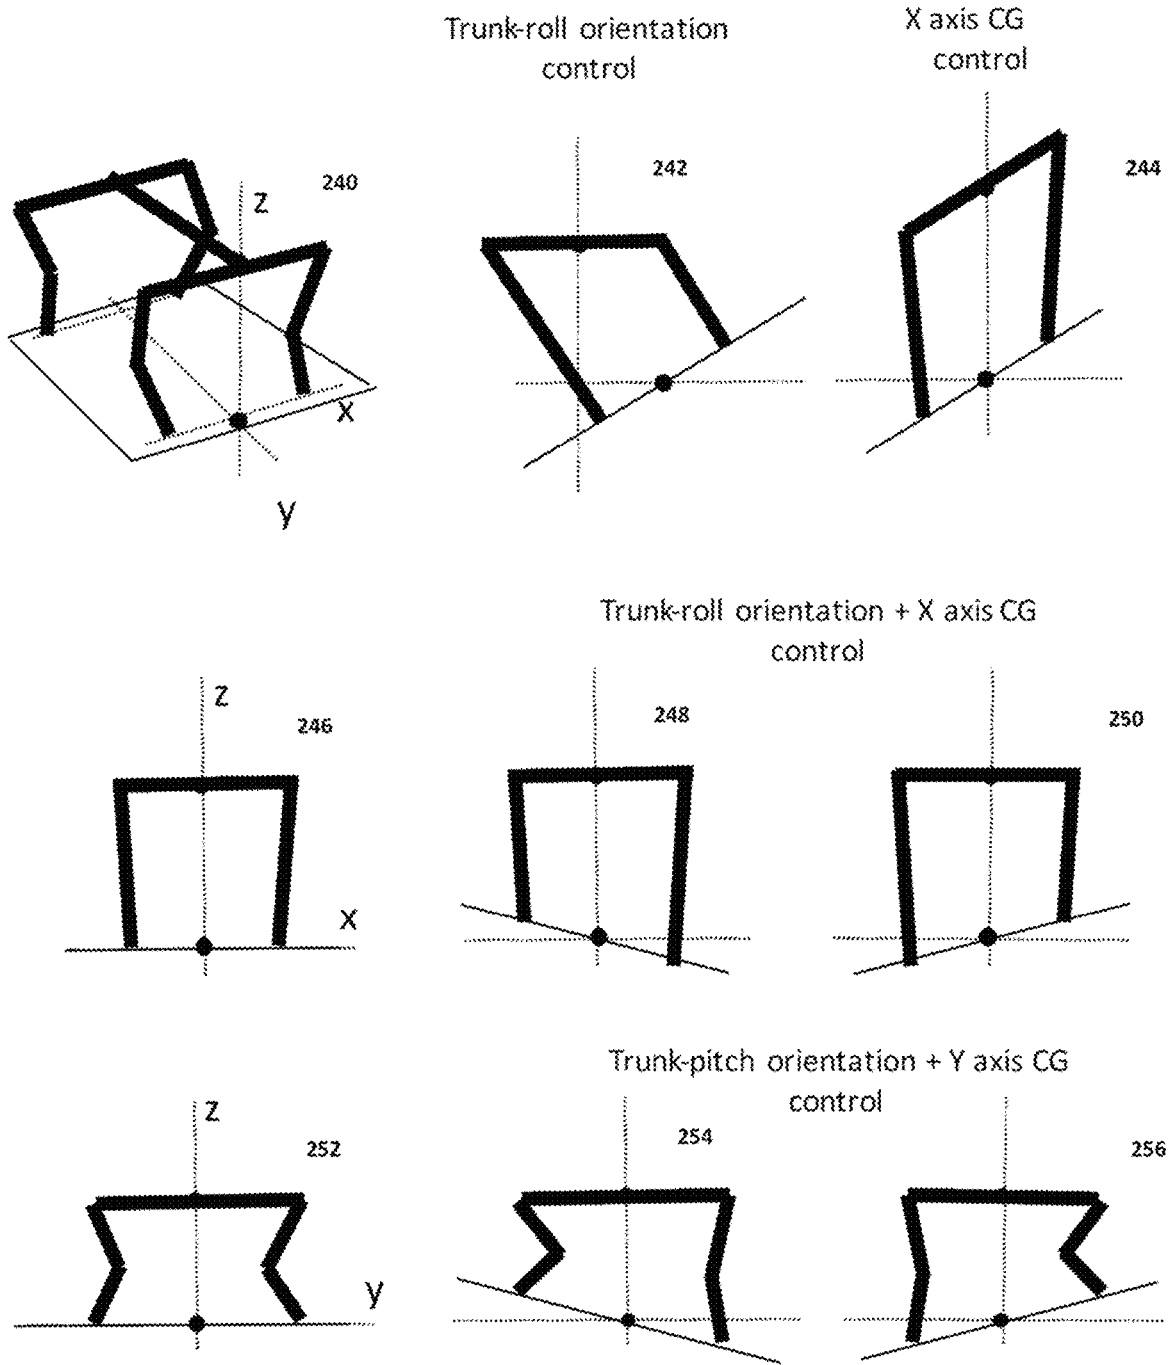 Trunk-roll orientation
control
X axis CG
control
240
242
244
z
x
y
Trunk-roll orientation + X axis CG
control
z
246
248
250
x
Trunk-pitch orientation + Y axis CG
control
z
252
254
256
y